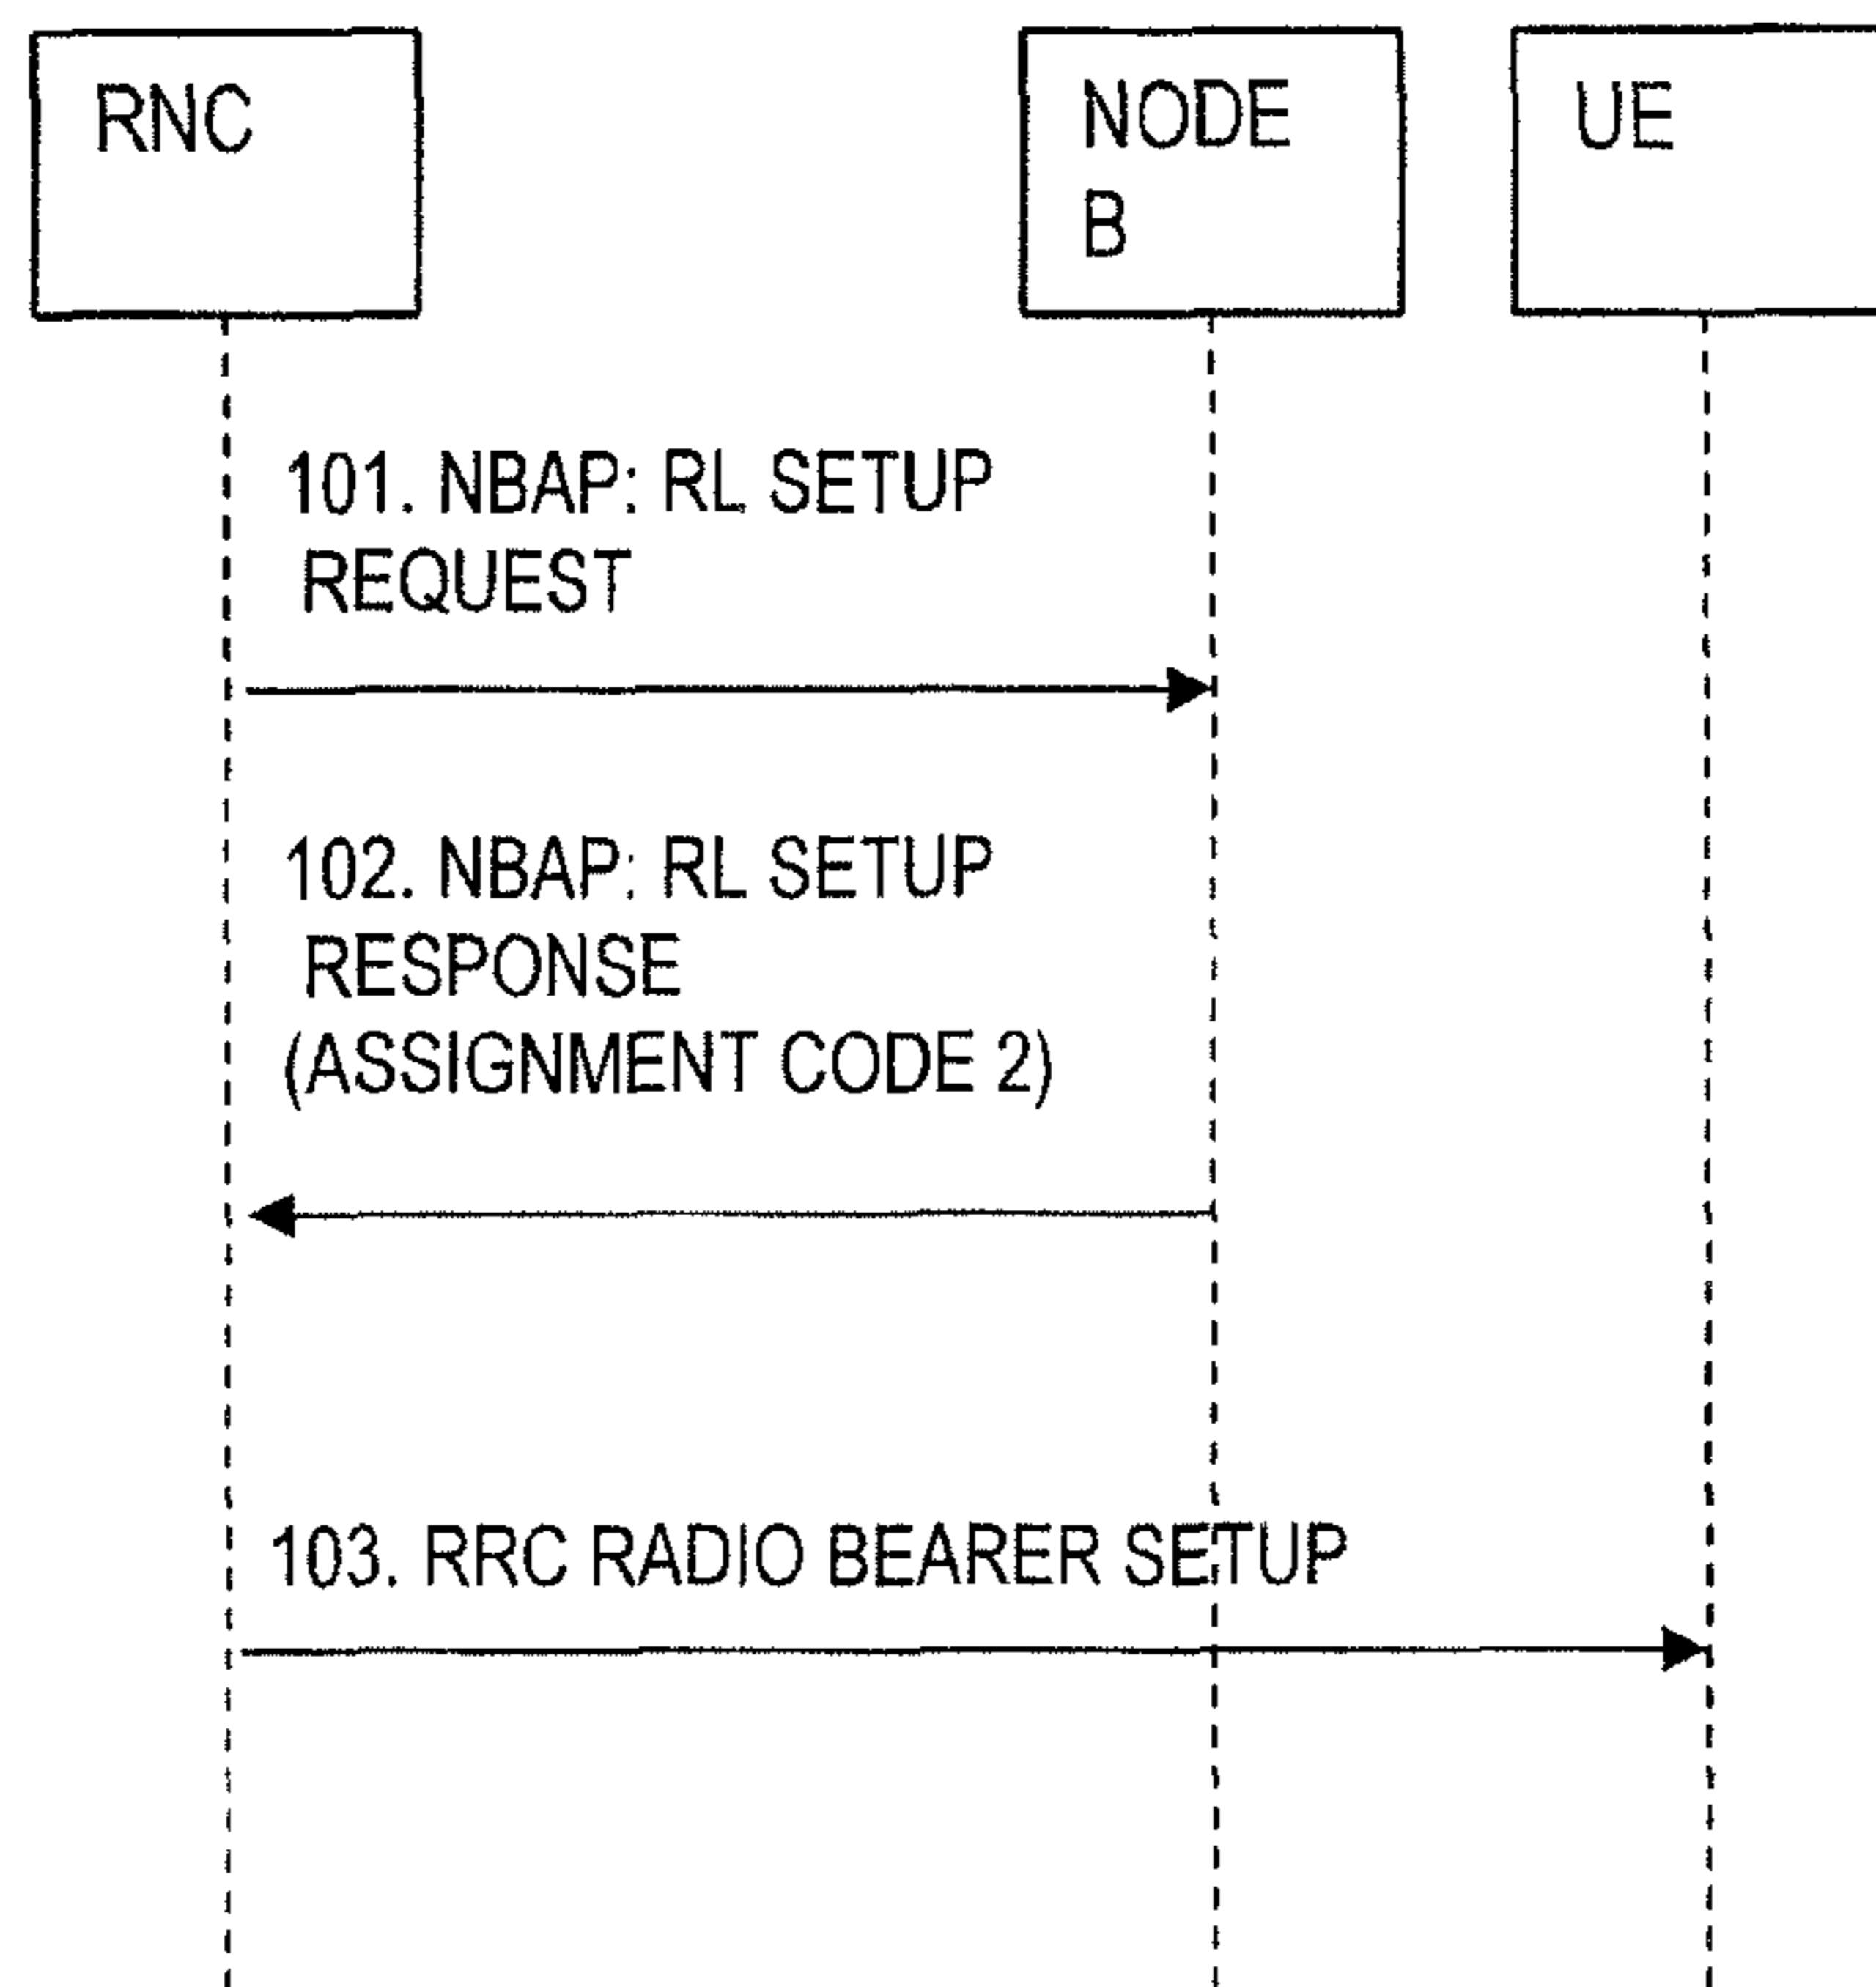 RNC
NODE
B
UE
101. NBAP: RL SETUP
REQUEST
102. NBAP: RL SETUP
RESPONSE
(ASSIGNMENT CODE 2)
103. RRC RADIO BEARER SETUP